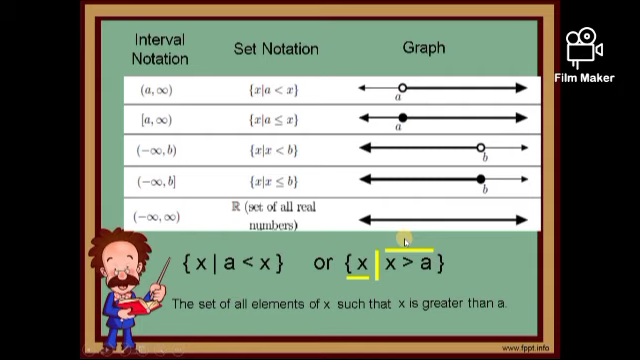 Interval Notation Set Notation Graph
(a, ∞) {x|a < x} a
[a, ∞) {x|a ≤ x} a
(−∞, b) {x|x < b} b
(−∞, b] {x|x ≤ b} b
(−∞, ∞) ℝ (set of all real numbers)
{ x | a < x } or { x | x > a }
The set of all elements of x such that x is greater than a.
www.fppt.info
Film Maker